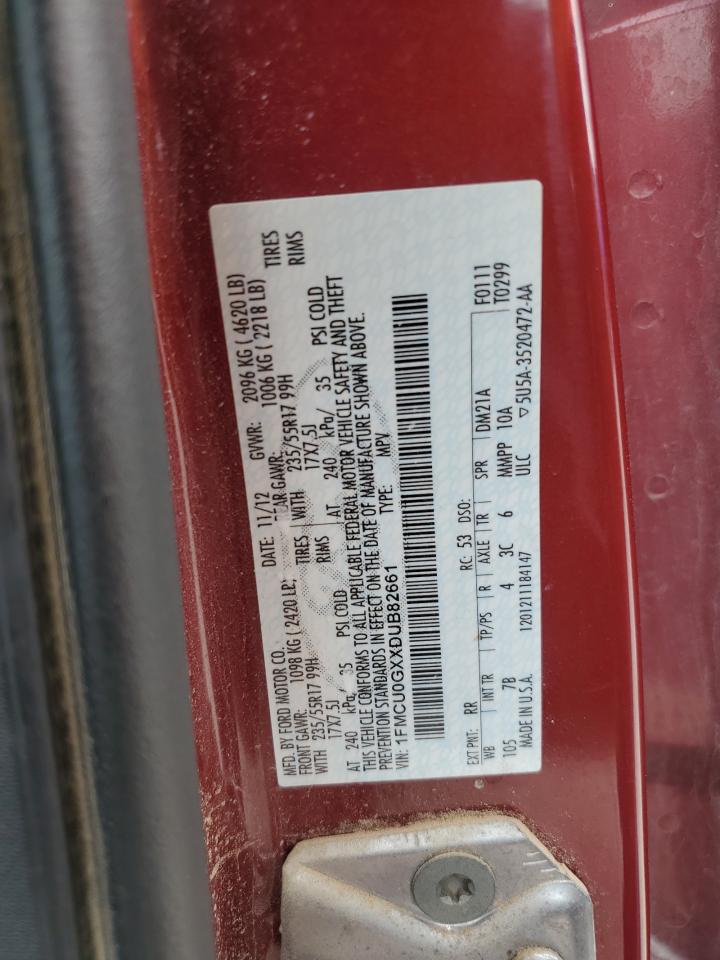 MFD. BY FORD MOTOR CO. DATE: 11/12 GVWR: 2096 KG ( 4620 LB)
FRONT GAWR: 1098 KG ( 2420 LB) REAR GAWR: 1006 KG ( 2218 LB)
WITH 235/55R17 99H TIRES WITH 235/55R17 99H TIRES
17X7.5J RIMS 17X7.5J RIMS
AT 240 kPa/ 35 PSI COLD AT 240 kPa/ 35 PSI COLD
THIS VEHICLE CONFORMS TO ALL APPLICABLE FEDERAL MOTOR VEHICLE SAFETY AND THEFT
PREVENTION STANDARDS IN EFFECT ON THE DATE OF MANUFACTURE SHOWN ABOVE.
VIN: 1FMCU0GXXDUB82661 TYPE: MPV
EXT PNT: RR RC: 53 DSO: F0111
WB INT TR TP/PS R AXLE TR SPR DM21A T0299
105 7B 4 3C 6 MMPP 10A
MADE IN U.S.A. 1201211184147 ULC ▽5U5A-3520472-AA